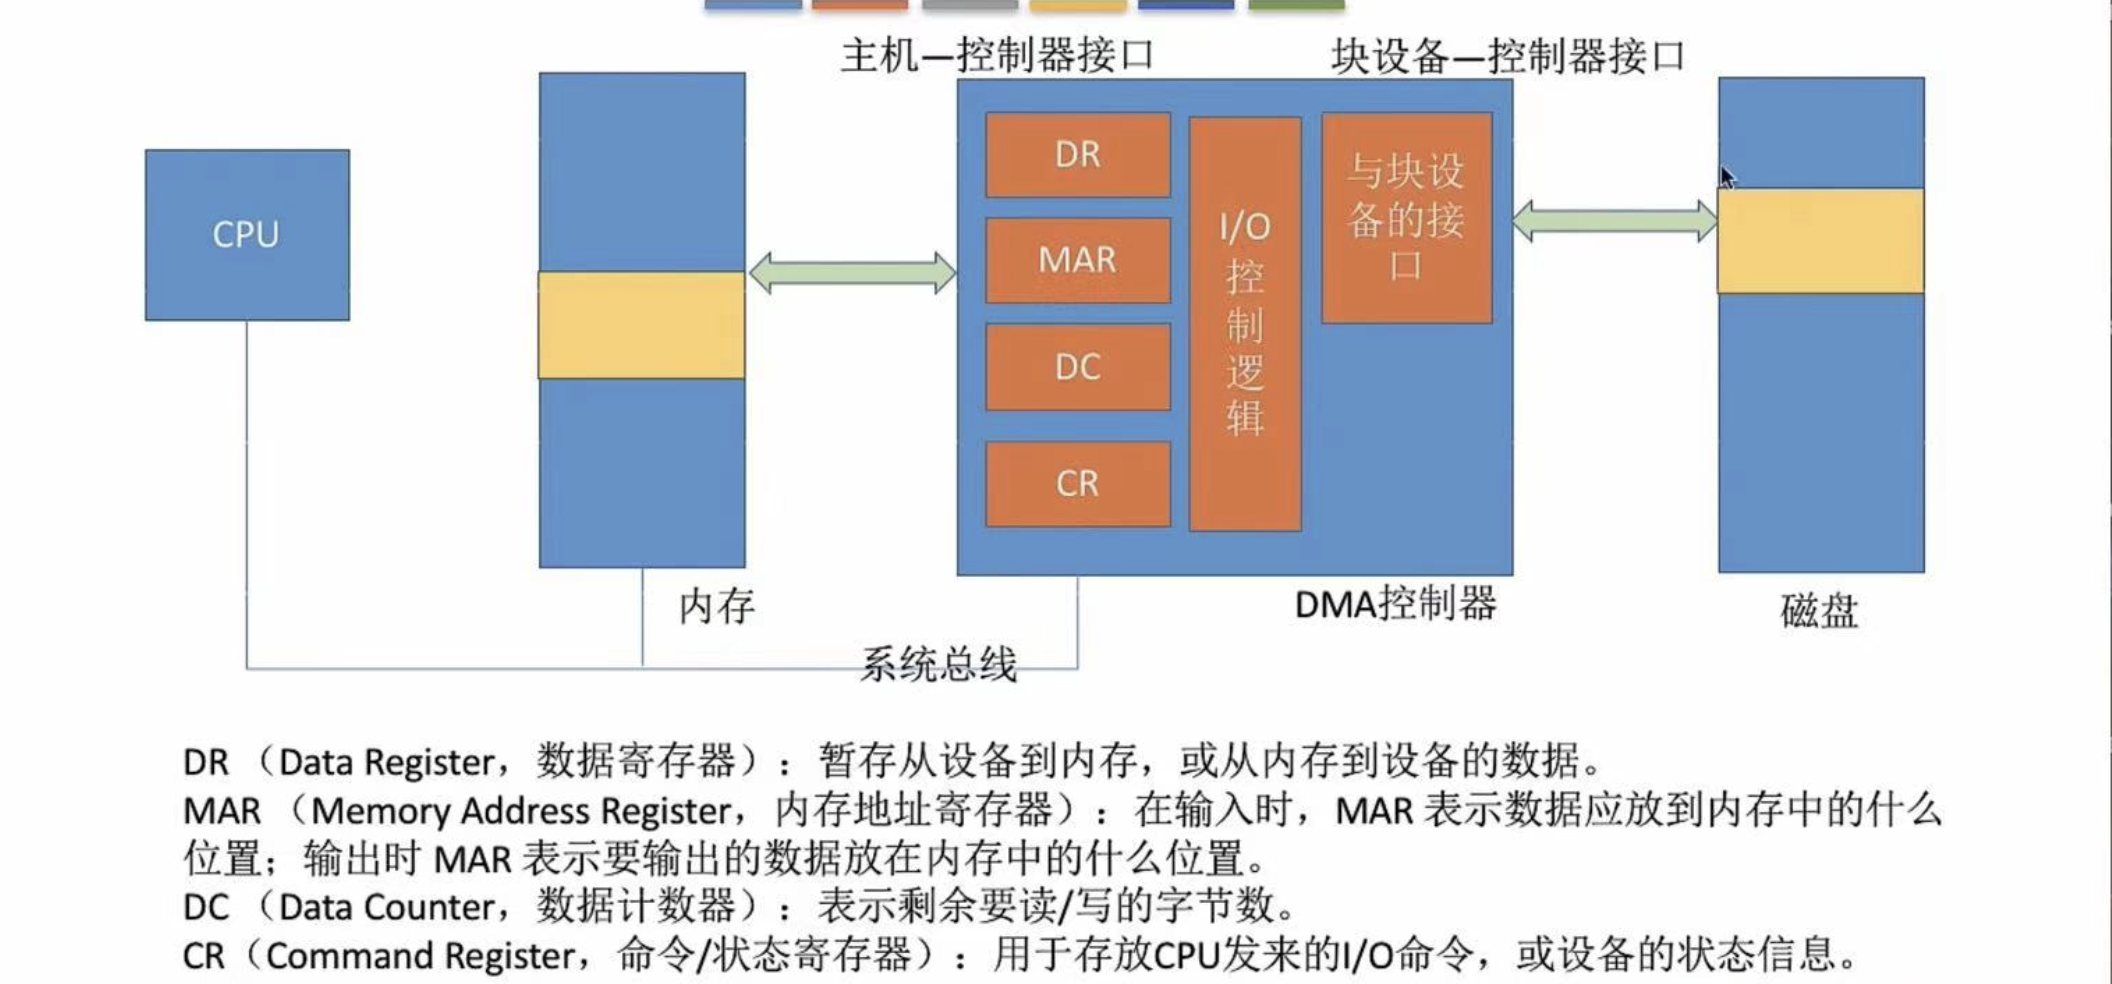 主机—控制器接口
块设备—控制器接口
CPU
DR
MAR
DC
CR
I/O
控
制
逻
辑
与块设
备的接
口
内存
DMA控制器
磁盘
系统总线
DR （Data Register，数据寄存器）：暂存从设备到内存，或从内存到设备的数据。
MAR （Memory Address Register，内存地址寄存器）：在输入时，MAR 表示数据应放到内存中的什么
位置；输出时 MAR 表示要输出的数据放在内存中的什么位置。
DC （Data Counter，数据计数器）：表示剩余要读/写的字节数。
CR（Command Register，命令/状态寄存器）：用于存放CPU发来的I/O命令，或设备的状态信息。